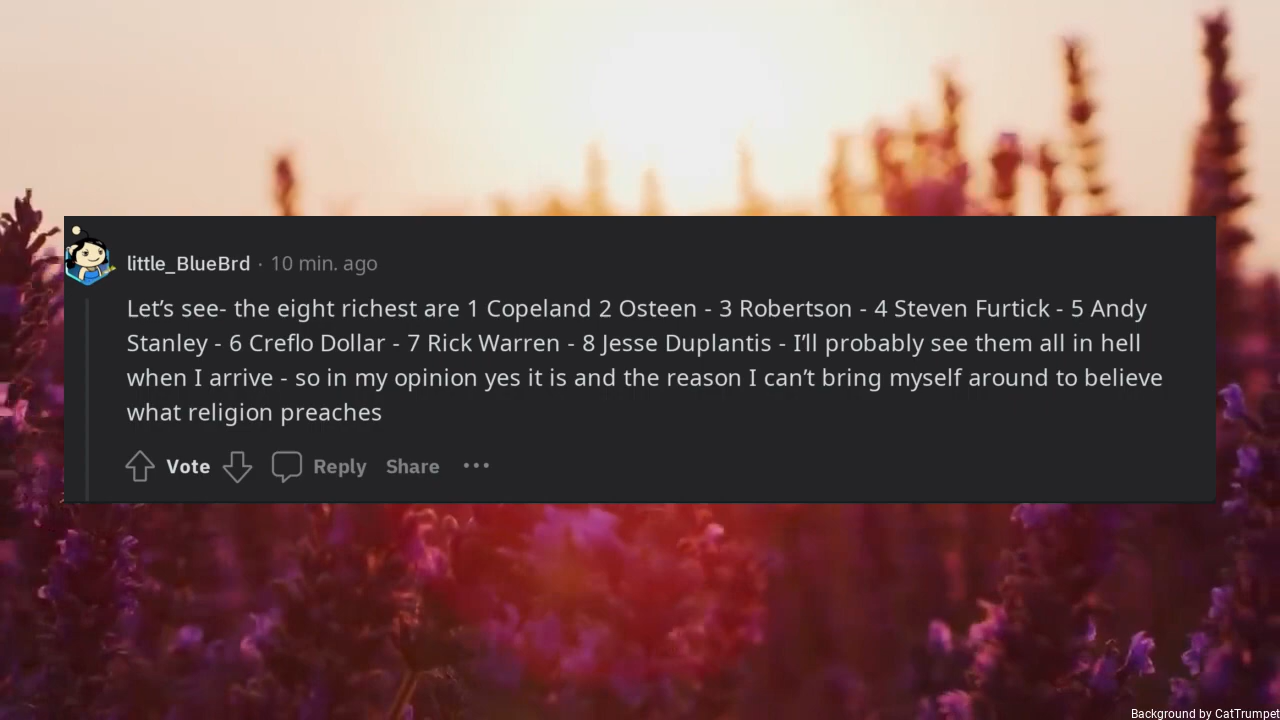 little_BlueBrd · 10 min. ago
Let’s see- the eight richest are 1 Copeland 2 Osteen - 3 Robertson - 4 Steven Furtick - 5 Andy
Stanley - 6 Creflo Dollar - 7 Rick Warren - 8 Jesse Duplantis - I’ll probably see them all in hell
when I arrive - so in my opinion yes it is and the reason I can’t bring myself around to believe
what religion preaches
Vote Reply Share ···
Background by CatTrumpet